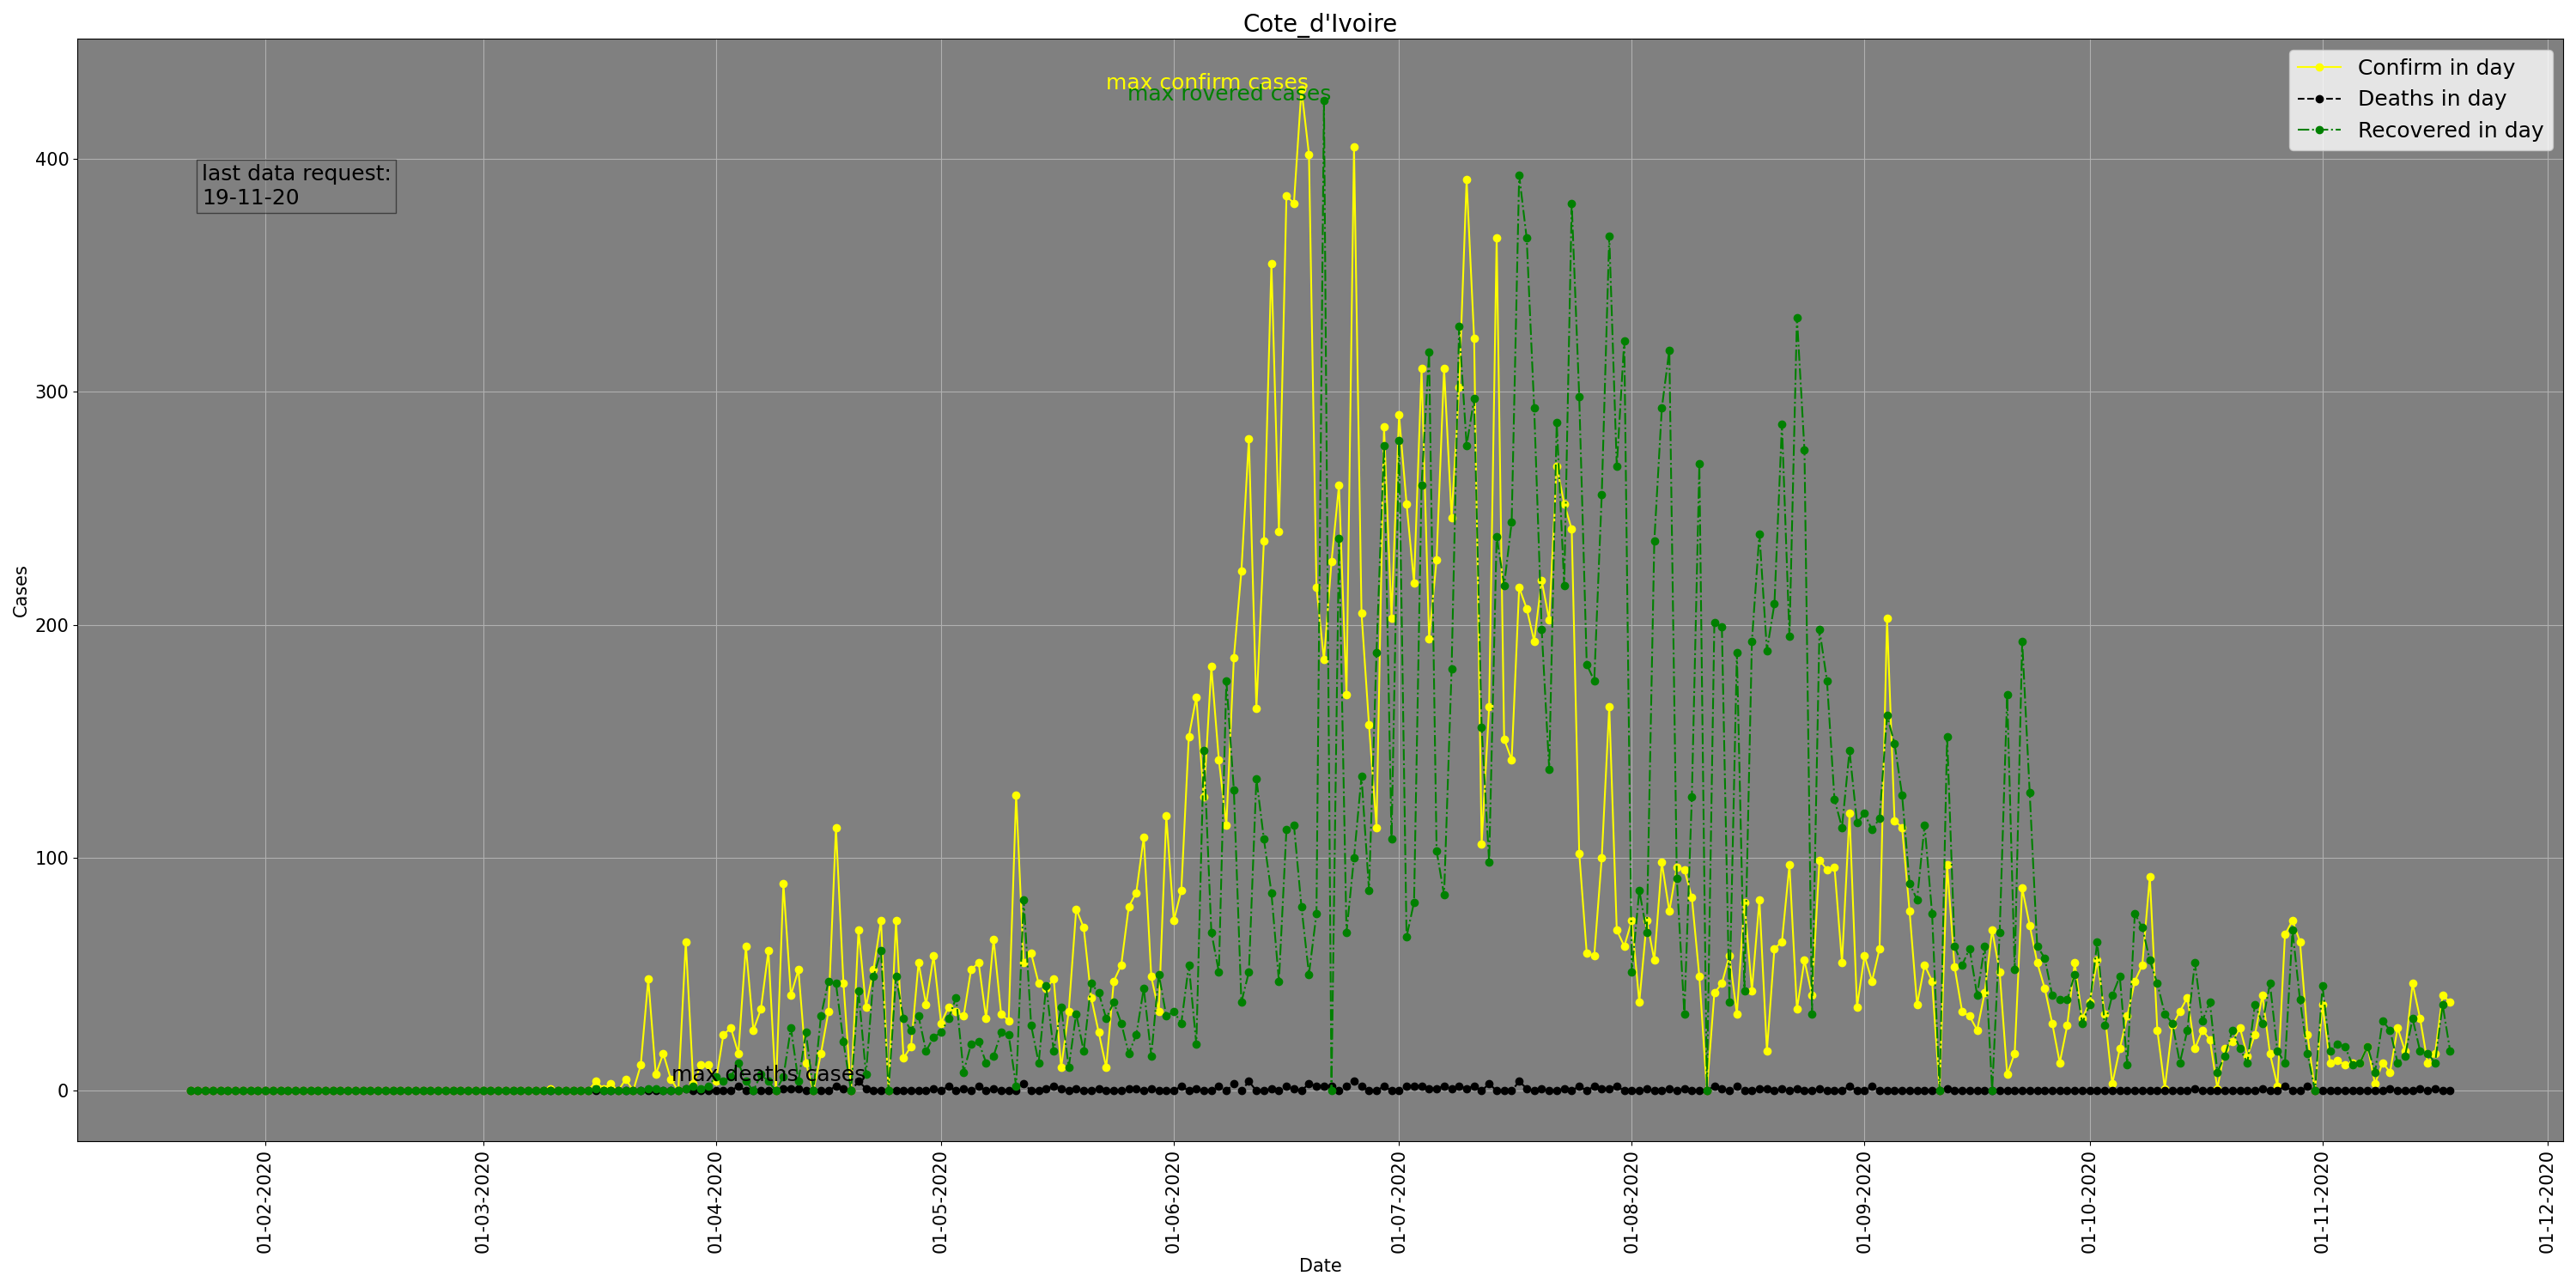 Cote_d'Ivoire
max confirm cases
max rovered cases
Confirm in day
Deaths in day
Recovered in day
last data request:
19-11-20
400
300
200
100
0
Cases
max deaths cases
01-02-2020
01-03-2020
01-04-2020
01-05-2020
01-06-2020
01-07-2020
01-08-2020
01-09-2020
01-10-2020
01-11-2020
01-12-2020
Date